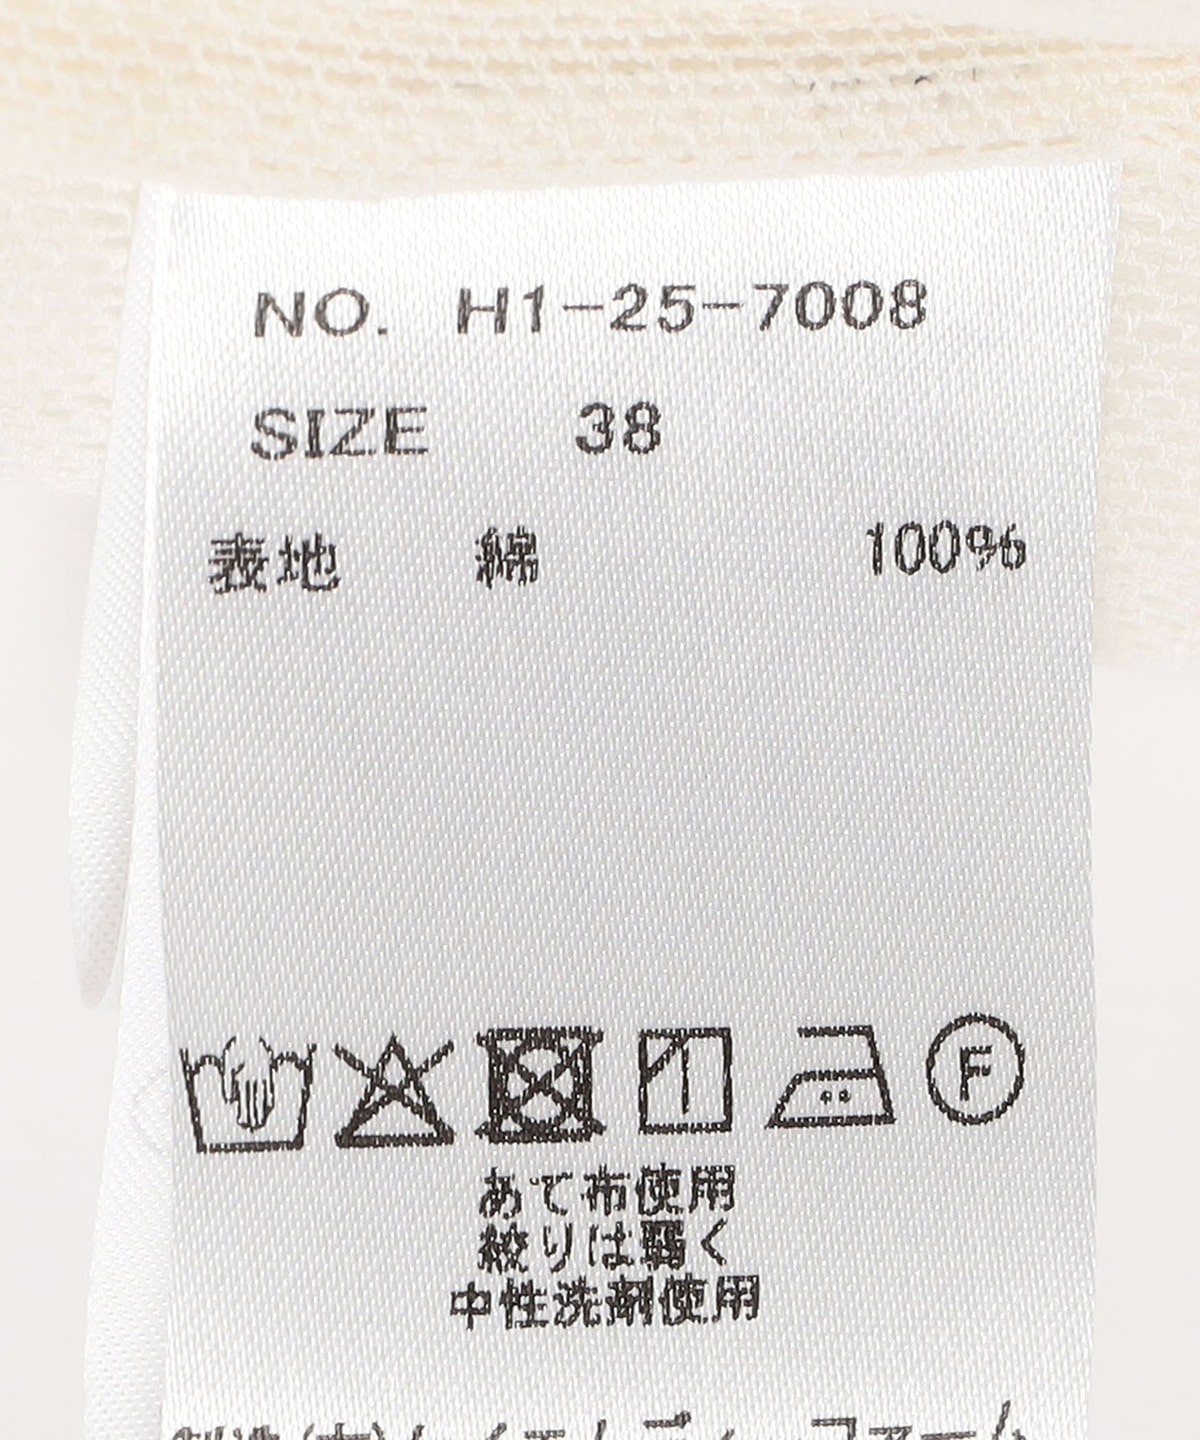 NO. H1-25-7008
SIZE 38
表地 綿 100%
F
あて布使用
絞りは弱く
中性洗剤使用